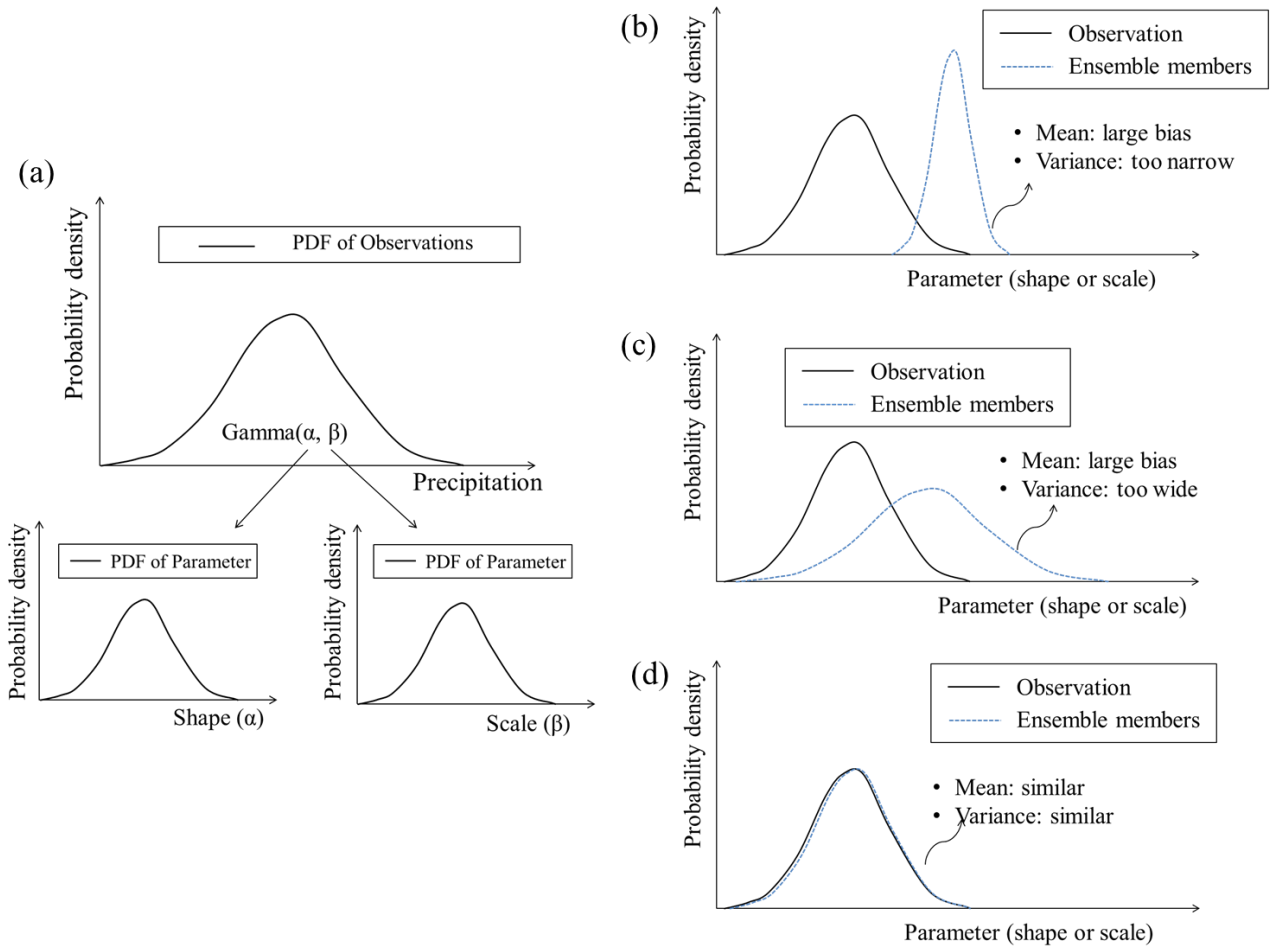 (a)
Probability density
PDF of Observations
Gamma(α, β)
Precipitation
Probability density
PDF of Parameter
Shape (α)
Probability density
PDF of Parameter
Scale (β)
(b)
Probability density
Observation
Ensemble members
• Mean: large bias
• Variance: too narrow
Parameter (shape or scale)
(c)
Probability density
Observation
Ensemble members
• Mean: large bias
• Variance: too wide
Parameter (shape or scale)
(d)
Probability density
Observation
Ensemble members
• Mean: similar
• Variance: similar
Parameter (shape or scale)